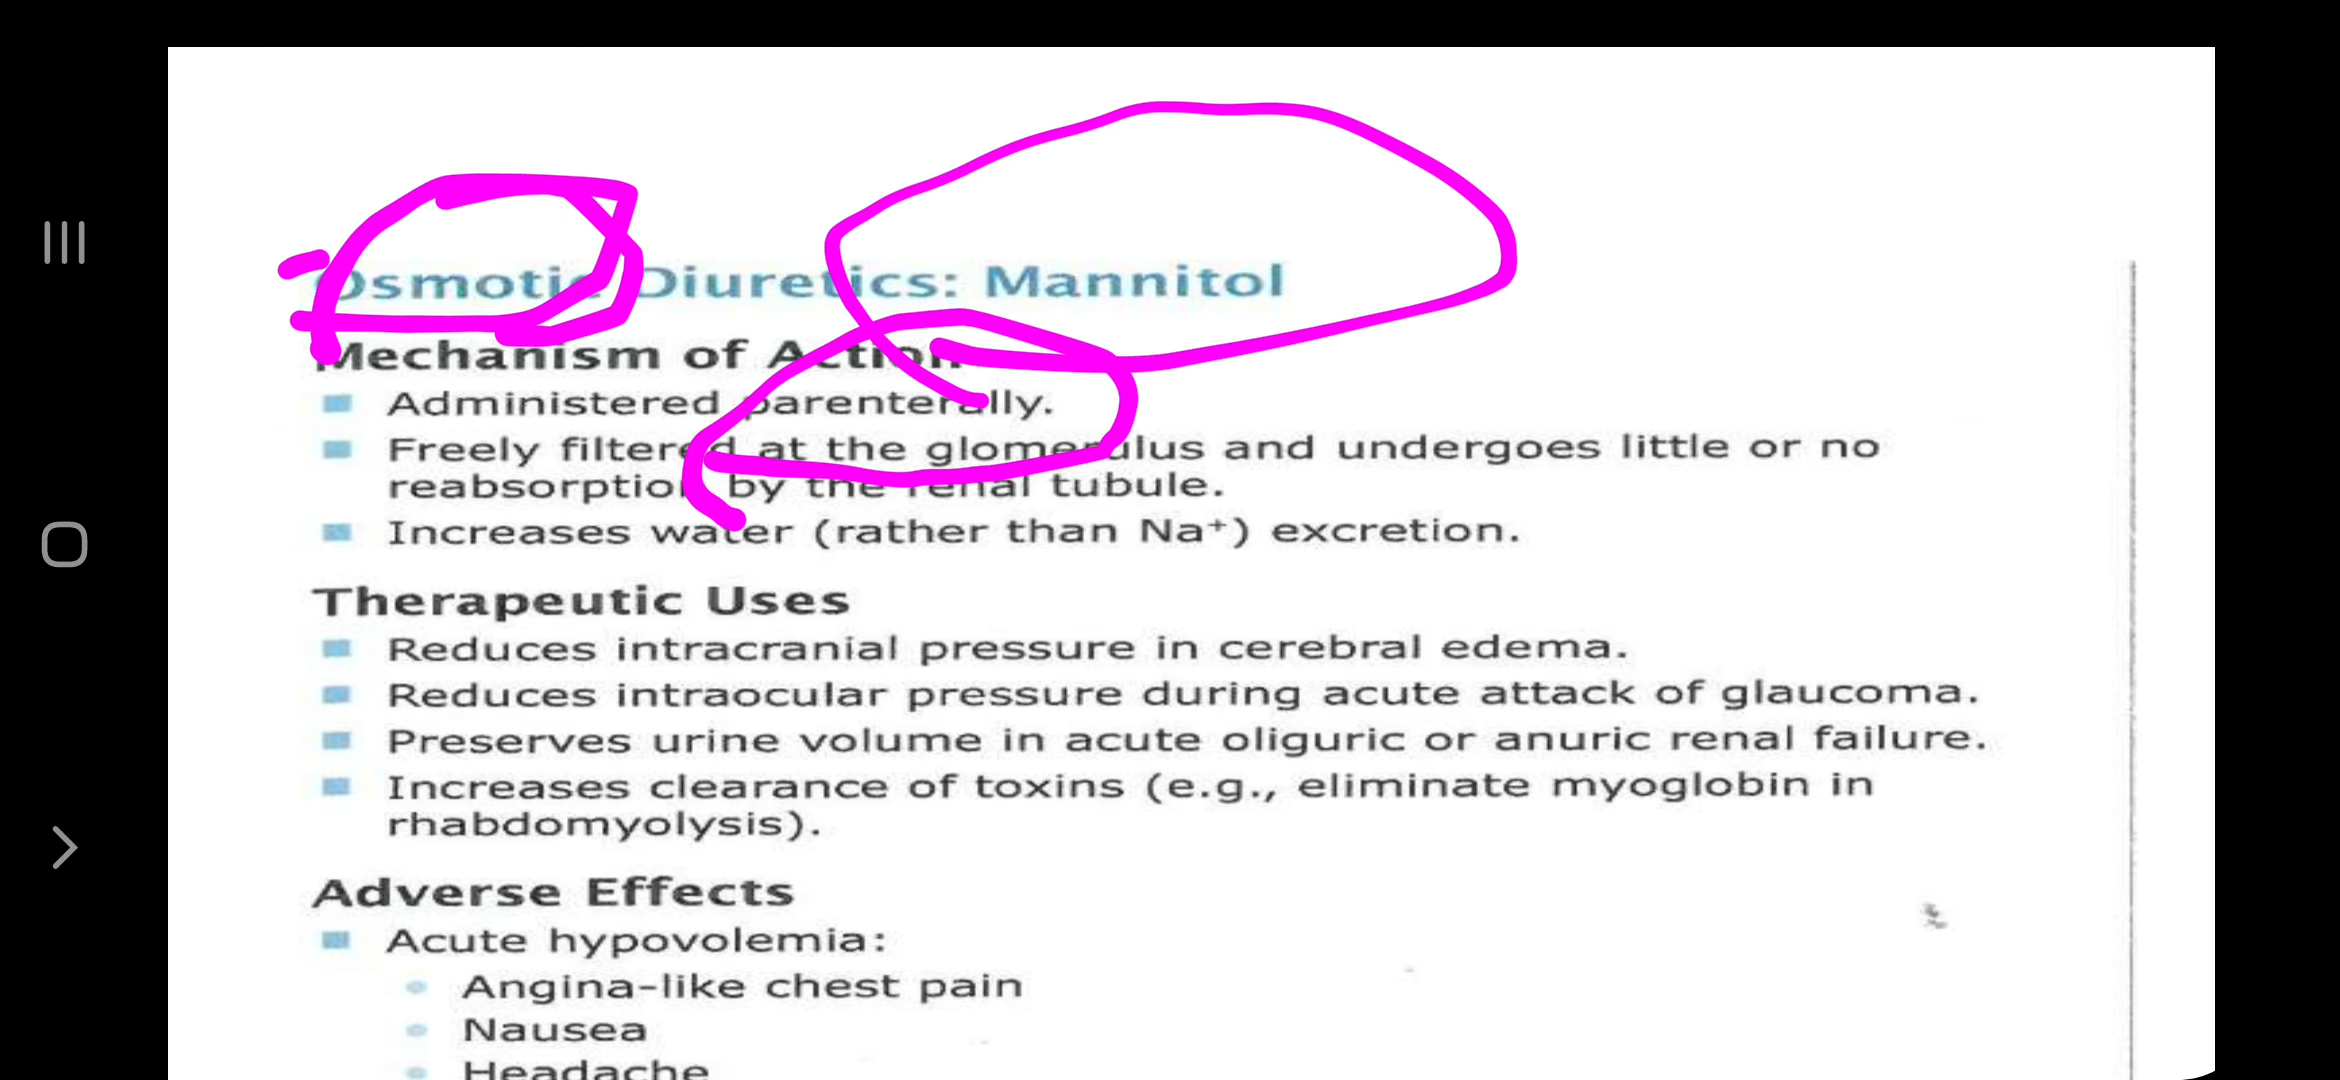 Osmotic Diuretics: Mannitol
Mechanism of Action
Administered parenterally.
Freely filtered at the glomerulus and undergoes little or no
reabsorption by the renal tubule.
Increases water (rather than Na⁺) excretion.
Therapeutic Uses
Reduces intracranial pressure in cerebral edema.
Reduces intraocular pressure during acute attack of glaucoma.
Preserves urine volume in acute oliguric or anuric renal failure.
Increases clearance of toxins (e.g., eliminate myoglobin in
rhabdomyolysis).
Adverse Effects
Acute hypovolemia:
Angina-like chest pain
Nausea
Headache